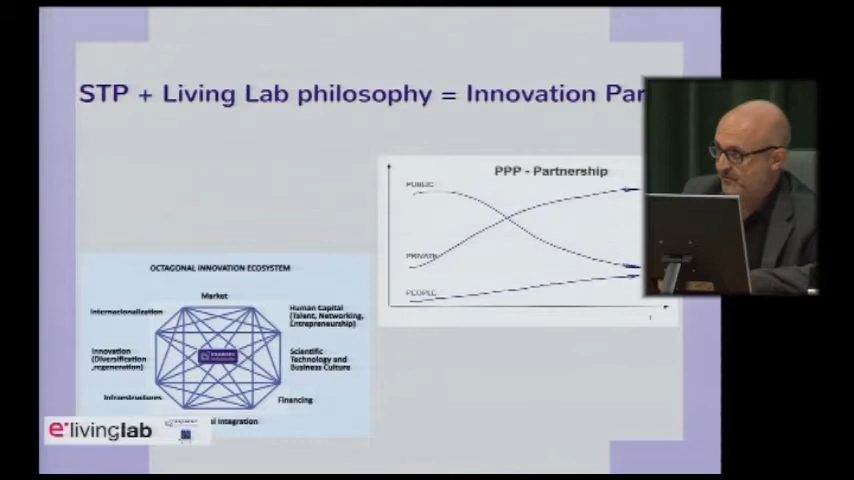 STP + Living Lab philosophy = Innovation Par
PPP - Partnership
PUBLIC
PRIVATE
PEOPLE
OCTAGONAL INNOVATION ECOSYSTEM
Market
Internacionalization
Human Capital
(Talent, Networking,
Entrepreneurship)
Innovation
(Diversification
,regeneration)
Scientific
Technology and
Business Culture
Infrastructures
Financing
al Integration
e·livinglab